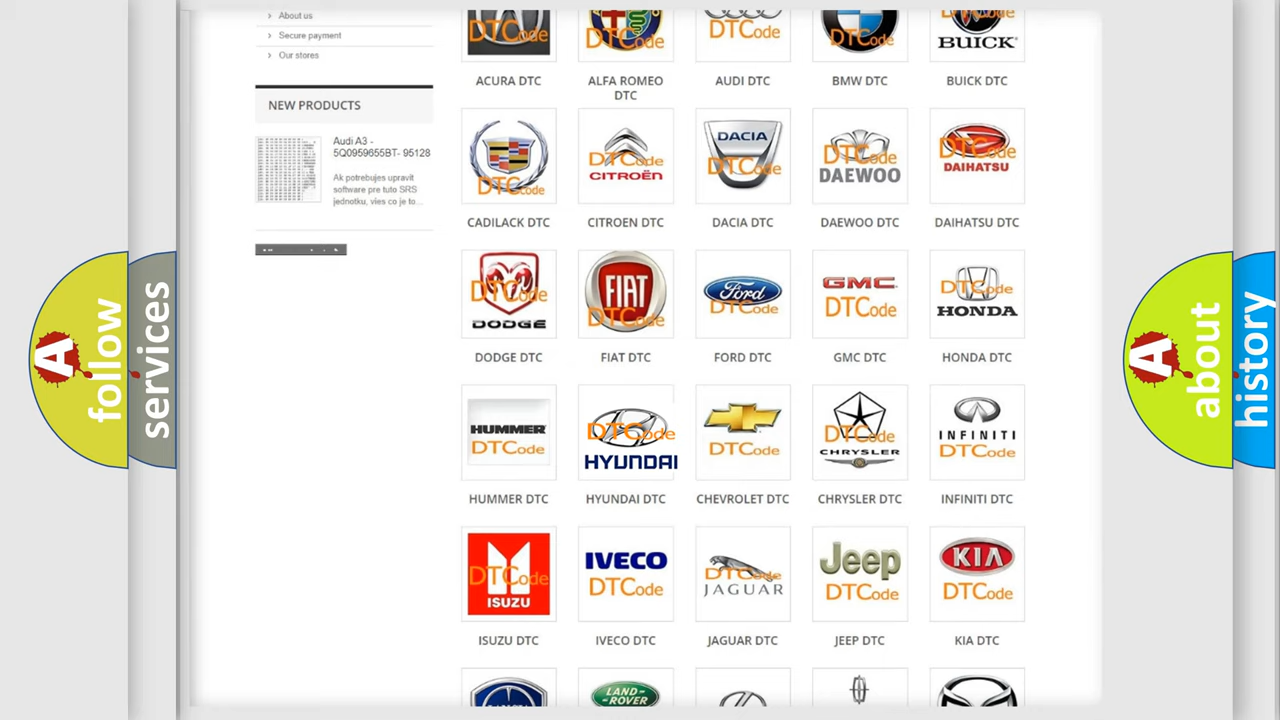 About us
Secure payment
Our stores
NEW PRODUCTS
Audi A3 -
5Q0959655BT- 95128
Ak potrebujes upravit
software pre tuto SRS
jednotku, vies co je to...
DTCode
DTCode
DTCode
DTCode
BUICK
ACURA DTC
ALFA ROMEO
DTC
AUDI DTC
BMW DTC
BUICK DTC
DTCode
DTCode
CITROËN
DACIA
DTCode
DTCode
DAEWOO
DTCode
DAIHATSU
CADILACK DTC
CITROEN DTC
DACIA DTC
DAEWOO DTC
DAIHATSU DTC
DTCode
DODGE
FIAT
DTCode
Ford
DTCode
GMC
DTCode
DTCode
HONDA
DODGE DTC
FIAT DTC
FORD DTC
GMC DTC
HONDA DTC
HUMMER
DTCode
DTCode
HYUNDAI
DTCode
DTCode
CHRYSLER
INFINITI
DTCode
HUMMER DTC
HYUNDAI DTC
CHEVROLET DTC
CHRYSLER DTC
INFINITI DTC
DTCode
ISUZU
IVECO
DTCode
DTCode
JAGUAR
Jeep
DTCode
KIA
DTCode
ISUZU DTC
IVECO DTC
JAGUAR DTC
JEEP DTC
KIA DTC
LAND-
ROVER
A
follow
services
A
about
history